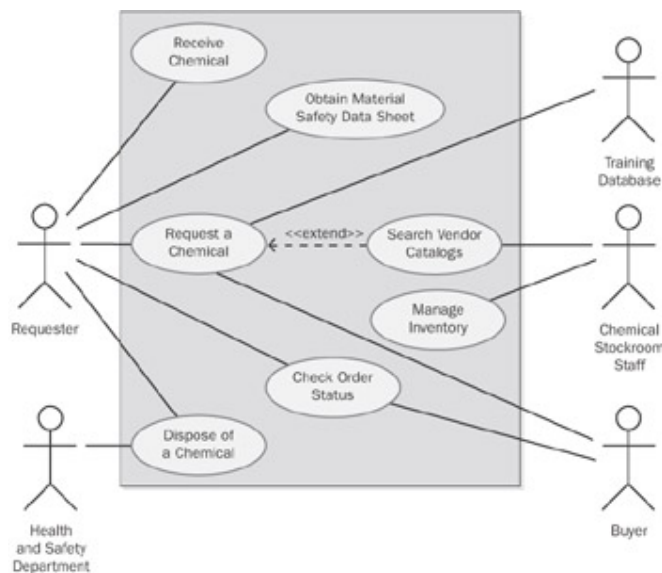 Receive
Chemical
Obtain Material
Safety Data Sheet
Training
Database
Request a
Chemical
<<extend>>
Search Vendor
Catalogs
Requester
Manage
Inventory
Chemical
Stockroom
Staff
Check Order
Status
Dispose of
a Chemical
Health
and Safety
Department
Buyer